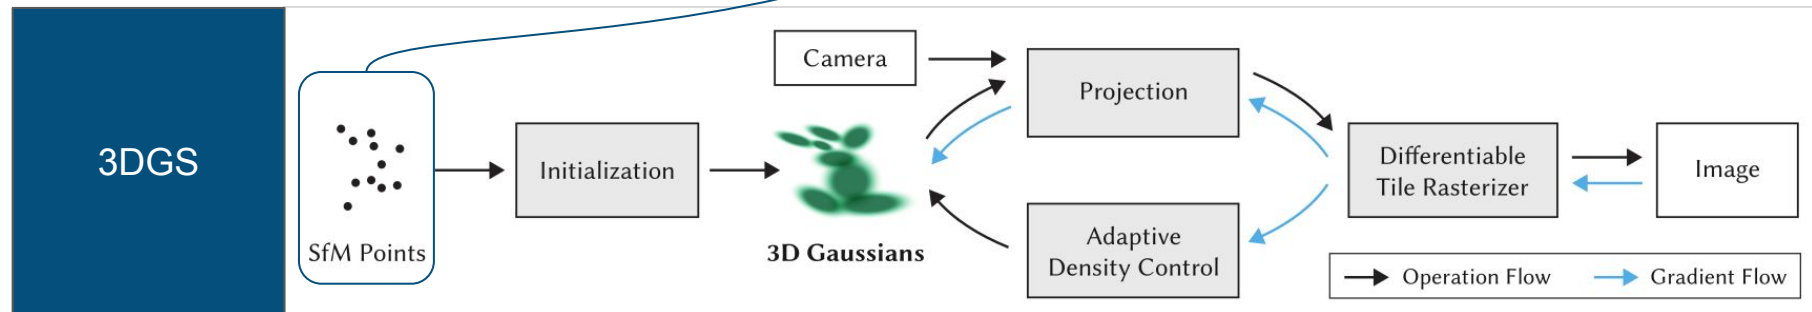 3DGS
SfM Points
Initialization
3D Gaussians
Camera
Projection
Adaptive
Density Control
Differentiable
Tile Rasterizer
Image
Operation Flow
Gradient Flow